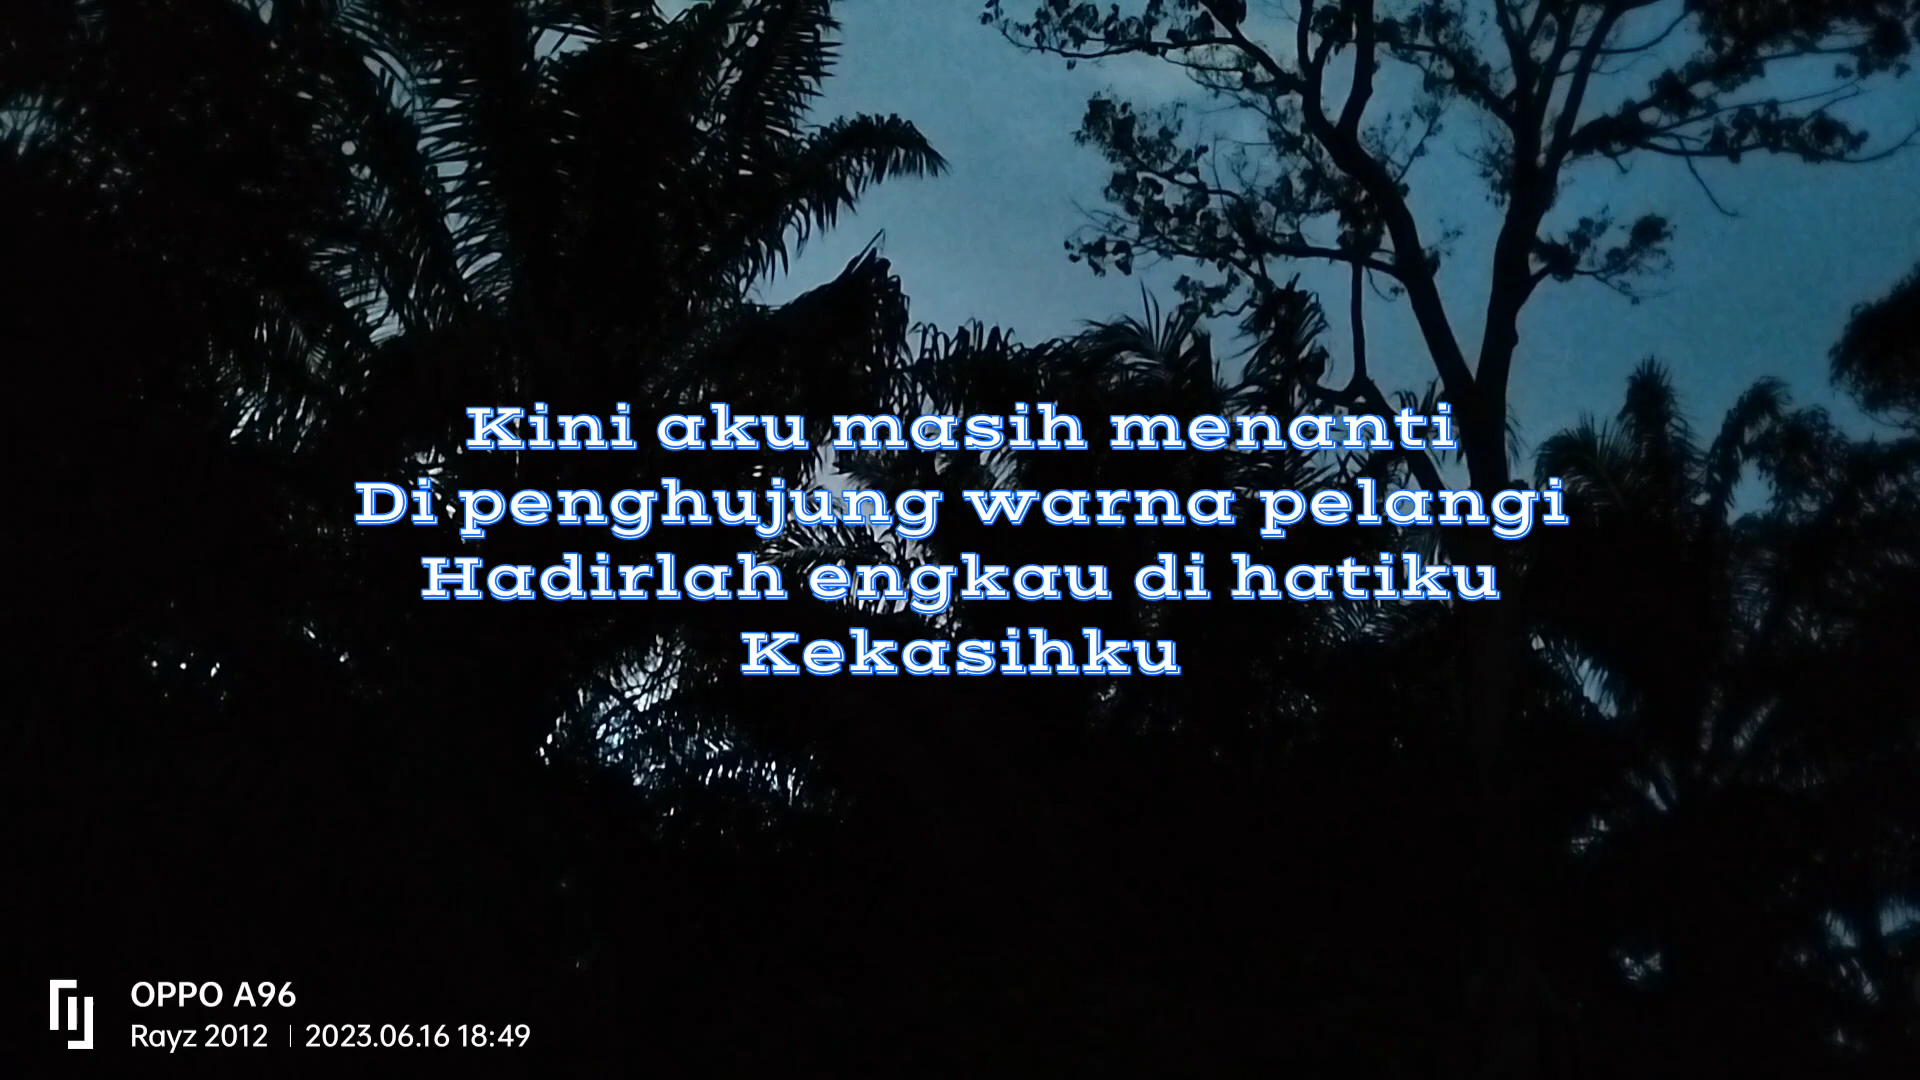 Kini aku masih menanti
Di penghujung warna pelangi
Hadirlah engkau di hatiku
Kekasihku
OPPO A96
Rayz 2012 | 2023.06.16 18:49